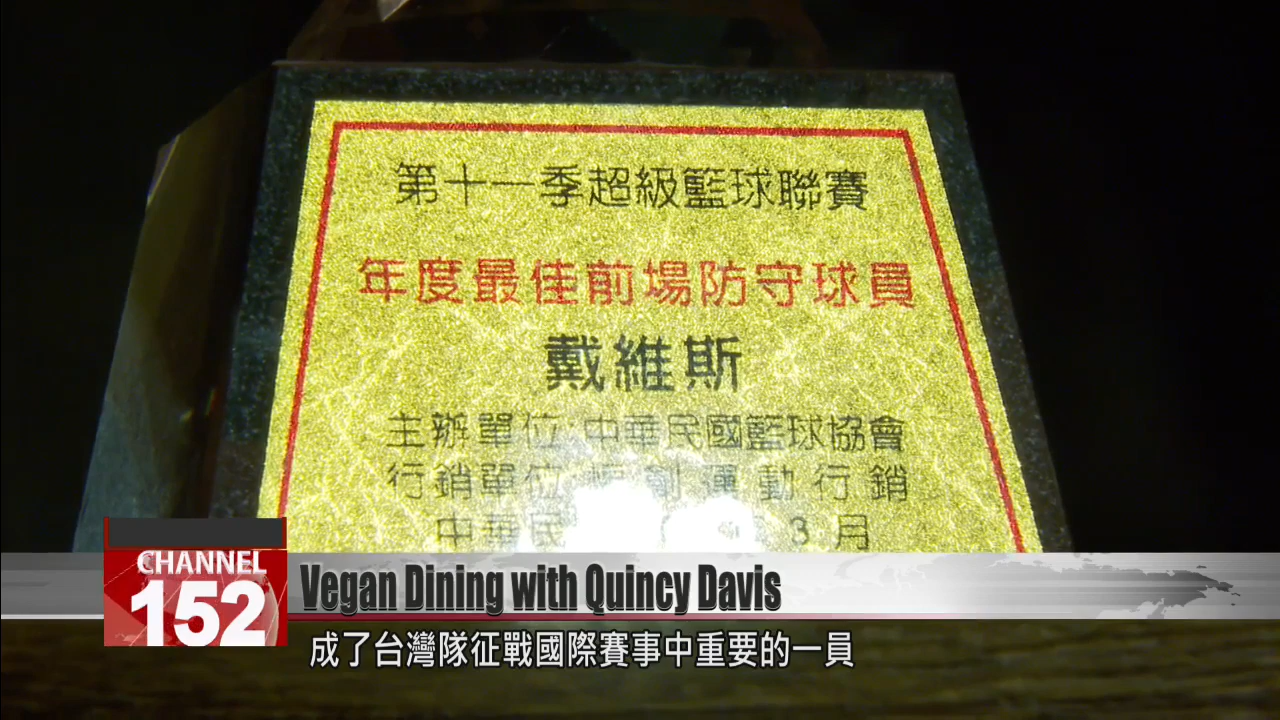 第十一季超級籃球聯賽
年度最佳前場防守球員
戴維斯
主辦單位:中華民國籃球協會
行銷單位 創運動行銷
中華民 3月
CHANNEL
152
Vegan Dining with Quincy Davis
成了台灣隊征戰國際賽事中重要的一員